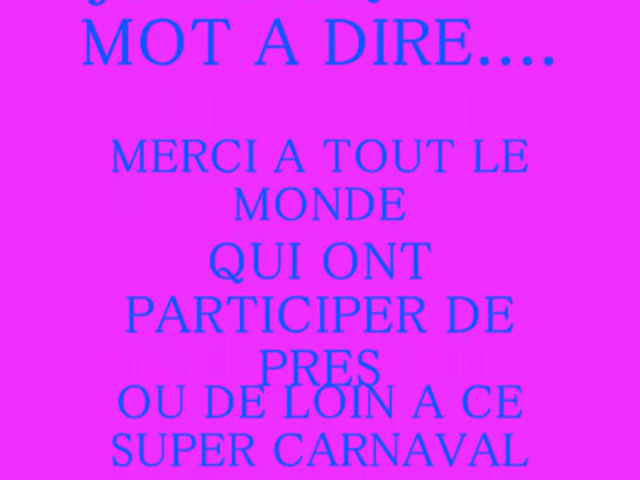 MOT A DIRE....
MERCI A TOUT LE
MONDE
QUI ONT
PARTICIPER DE
PRES
OU DE LOIN A CE
SUPER CARNAVAL